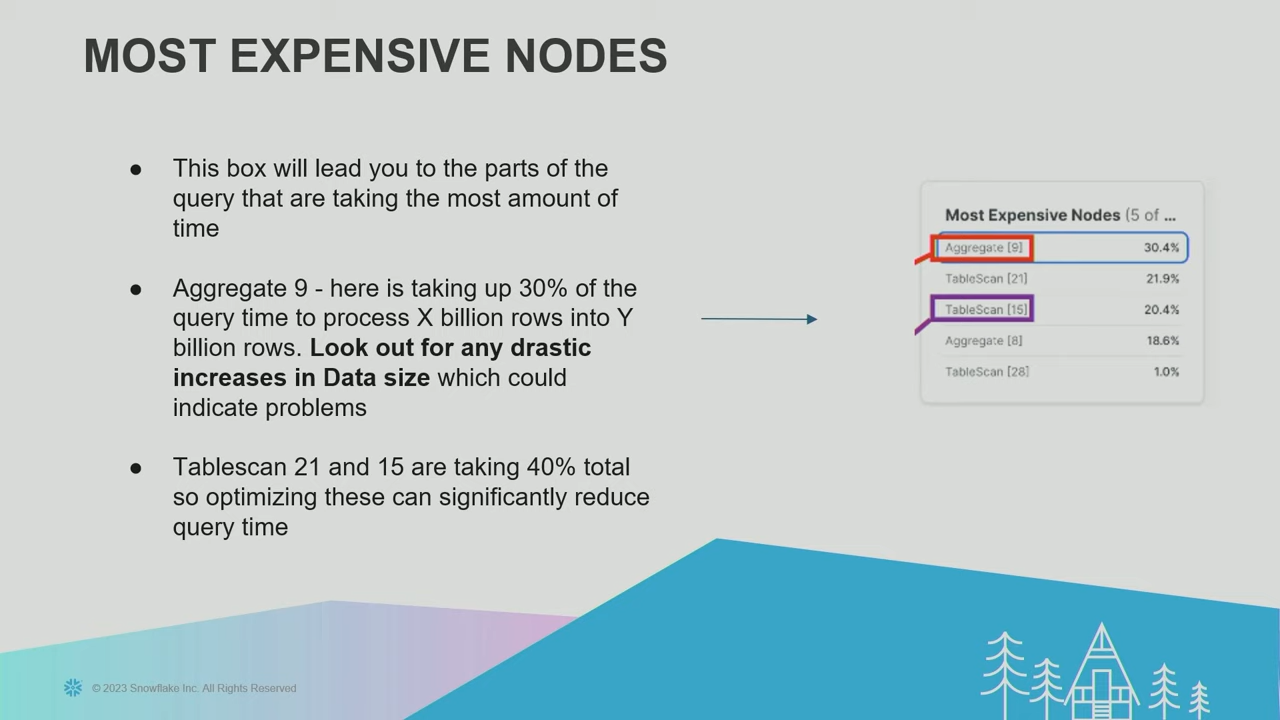 MOST EXPENSIVE NODES
● This box will lead you to the parts of the
query that are taking the most amount of
time
● Aggregate 9 - here is taking up 30% of the
query time to process X billion rows into Y
billion rows. Look out for any drastic
increases in Data size which could
indicate problems
● Tablescan 21 and 15 are taking 40% total
so optimizing these can significantly reduce
query time
Most Expensive Nodes (5 of ...
Aggregate [9] 30.4%
TableScan [21] 21.9%
TableScan [15] 20.4%
Aggregate [8] 18.6%
TableScan [28] 1.0%
© 2023 Snowflake Inc. All Rights Reserved